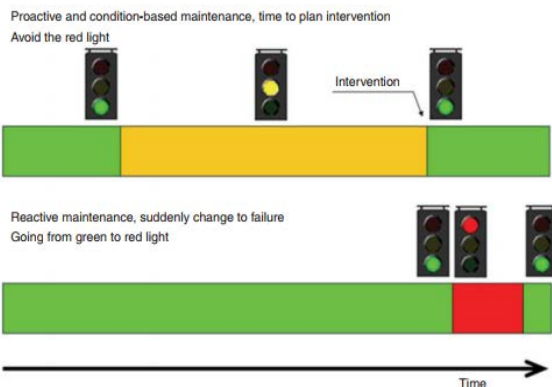 Proactive and condition-based maintenance, time to plan intervention
Avoid the red light
Intervention
Reactive maintenance, suddenly change to failure
Going from green to red light
Time